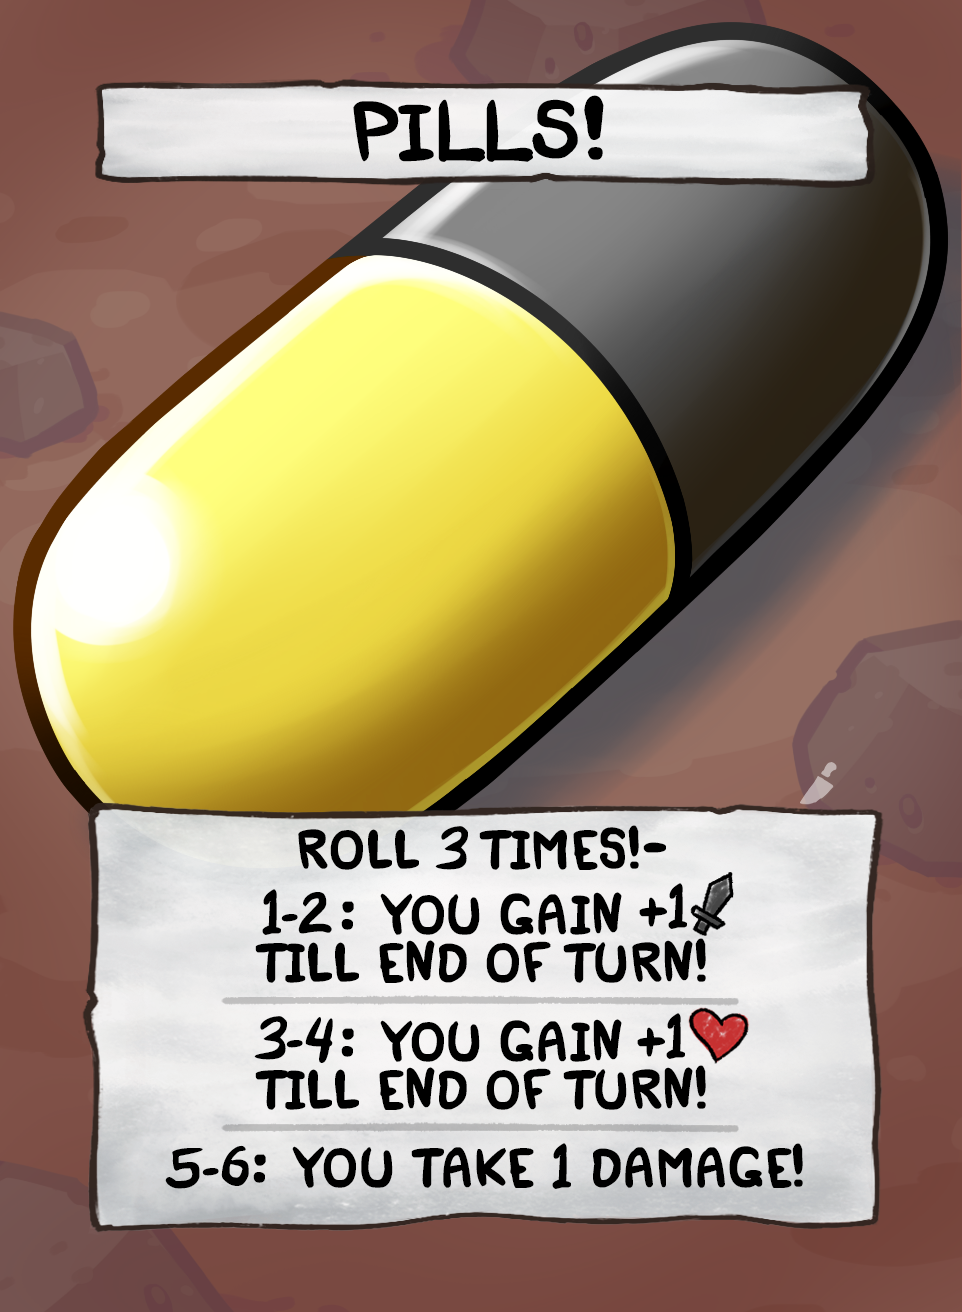 PILLS!
ROLL 3 TIMES!-
1-2: YOU GAIN +1
TILL END OF TURN!
3-4: YOU GAIN +1
TILL END OF TURN!
5-6: YOU TAKE 1 DAMAGE!